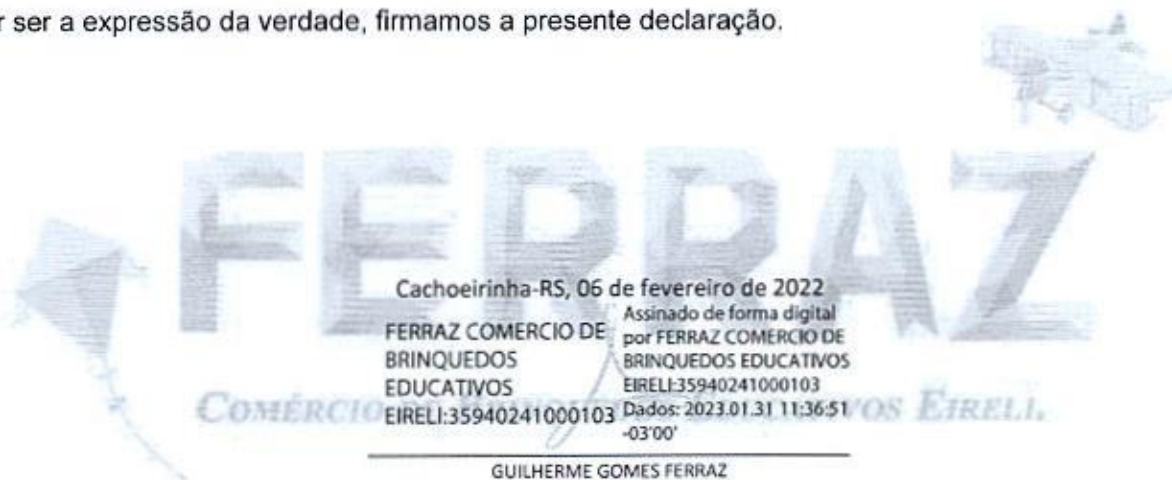 r ser a expressão da verdade, firmamos a presente declaração.
FERRAZ
Cachoeirinha-RS, 06 de fevereiro de 2022
FERRAZ COMERCIO DE
BRINQUEDOS
EDUCATIVOS
EIRELI:35940241000103
Assinado de forma digital
por FERRAZ COMERCIO DE
BRINQUEDOS EDUCATIVOS
EIRELI:35940241000103
Dados: 2023.01.31 11:36:51
-03'00'
COMÉRCIO EIRELI.
GUILHERME GOMES FERRAZ